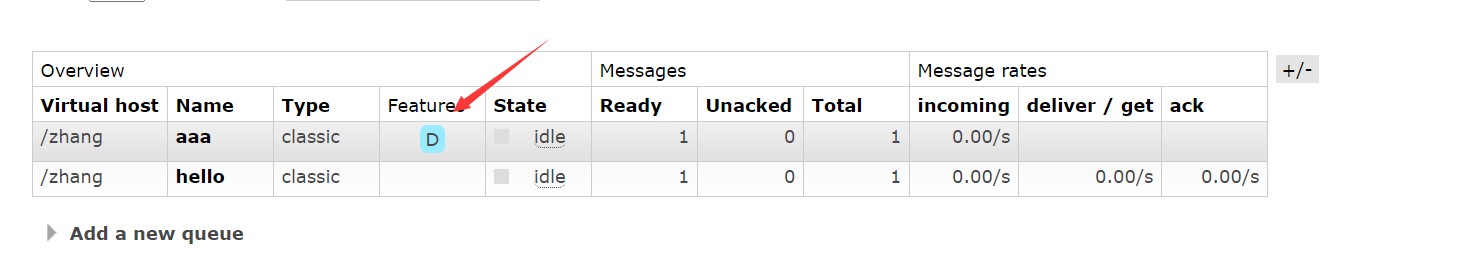 Overview Messages Message rates +/-
Virtual host Name Type Features State Ready Unacked Total incoming deliver / get ack
/zhang aaa classic D idle 1 0 1 0.00/s
/zhang hello classic idle 1 0 1 0.00/s 0.00/s 0.00/s
Add a new queue